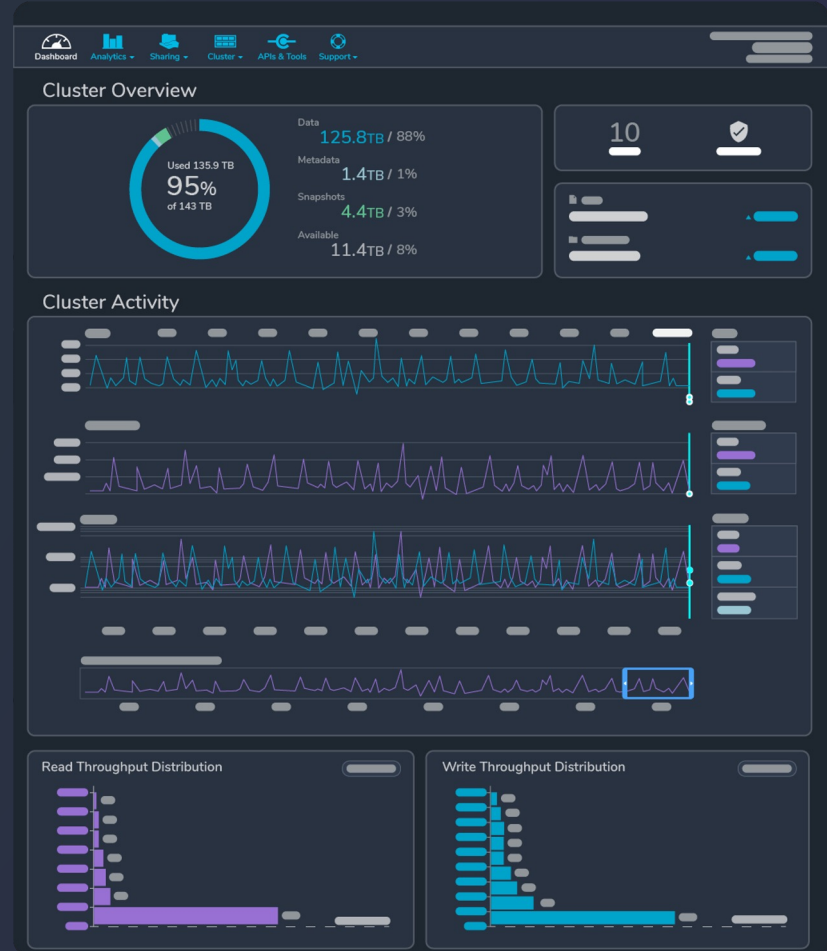 Dashboard
Analytics
Sharing
Cluster
APIs & Tools
Support
Cluster Overview
Used 135.9 TB
95%
of 143 TB
Data
125.8TB / 88%
Metadata
1.4TB / 1%
Snapshots
4.4TB / 3%
Available
11.4TB / 8%
10
Cluster Activity
Read Throughput Distribution
Write Throughput Distribution